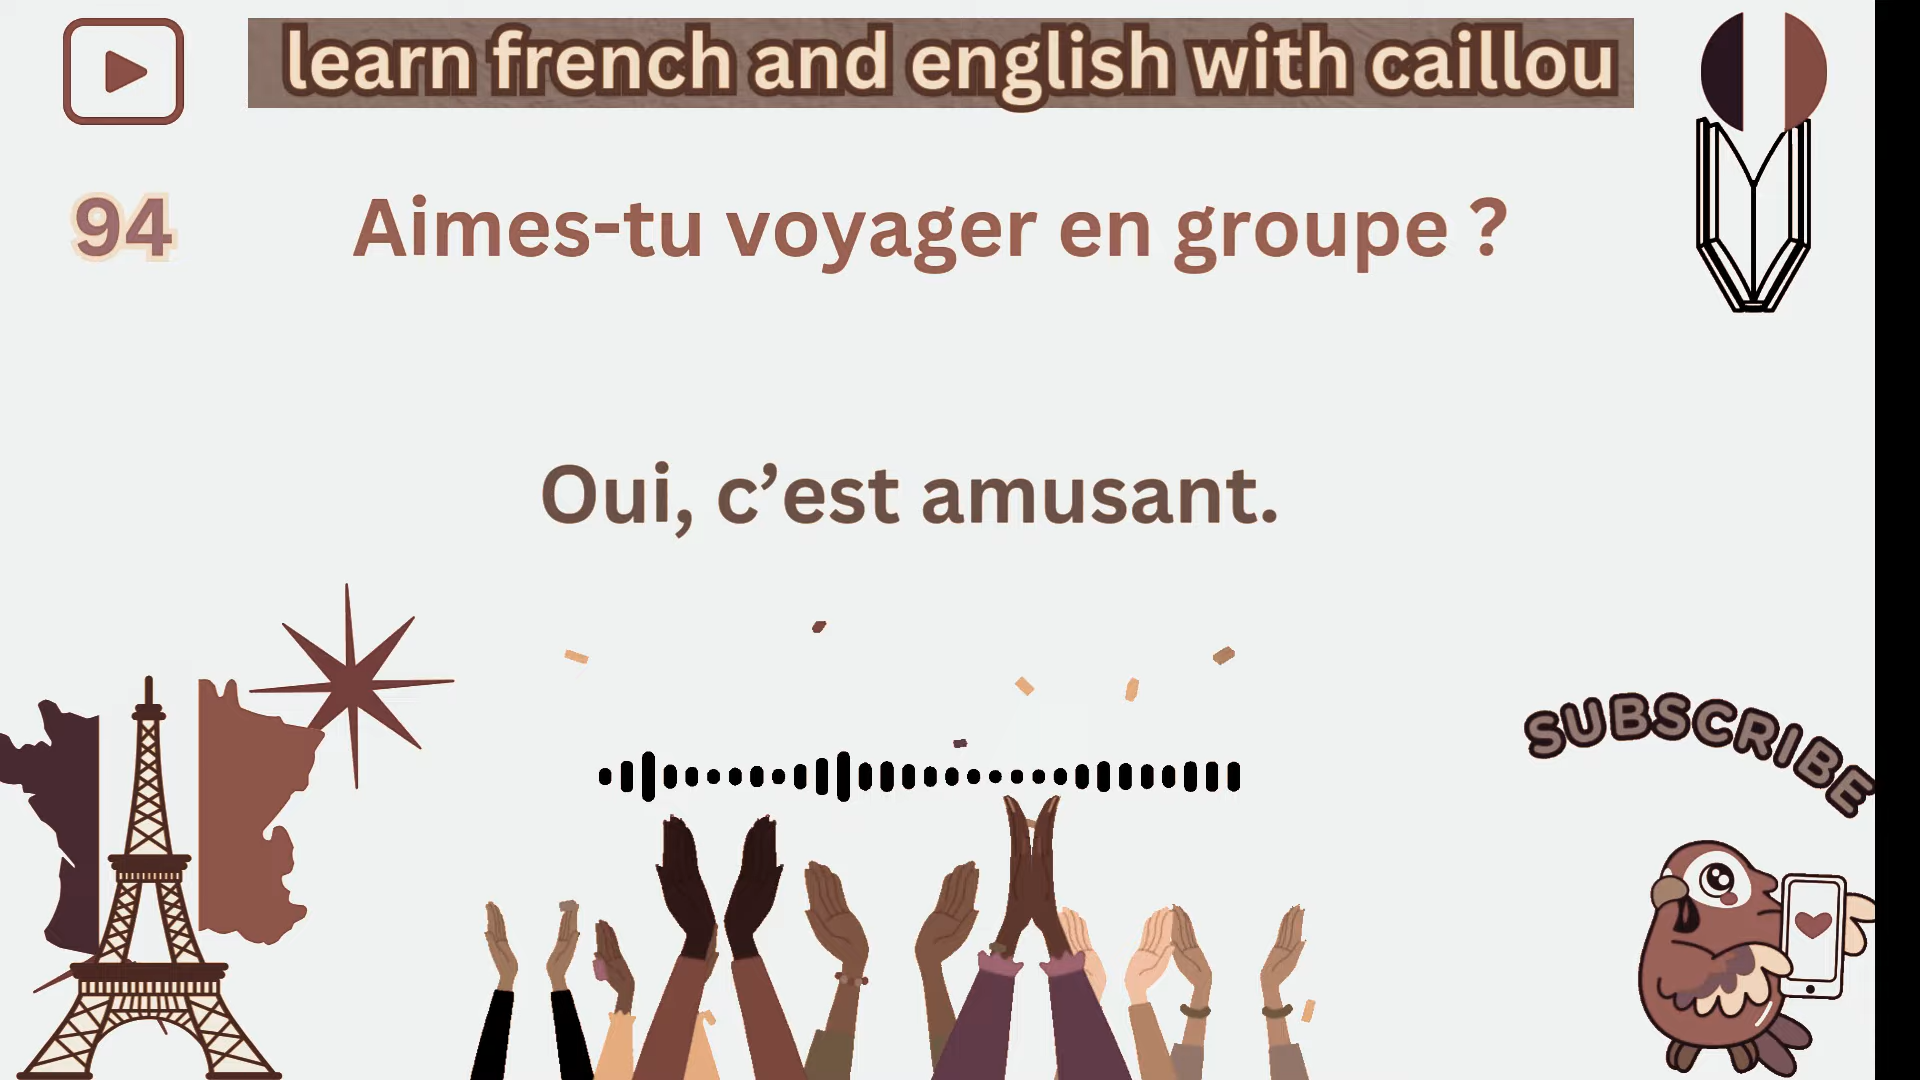 learn french and english with caillou
94
Aimes-tu voyager en groupe ?
Oui, c’est amusant.
SUBSCRIBE